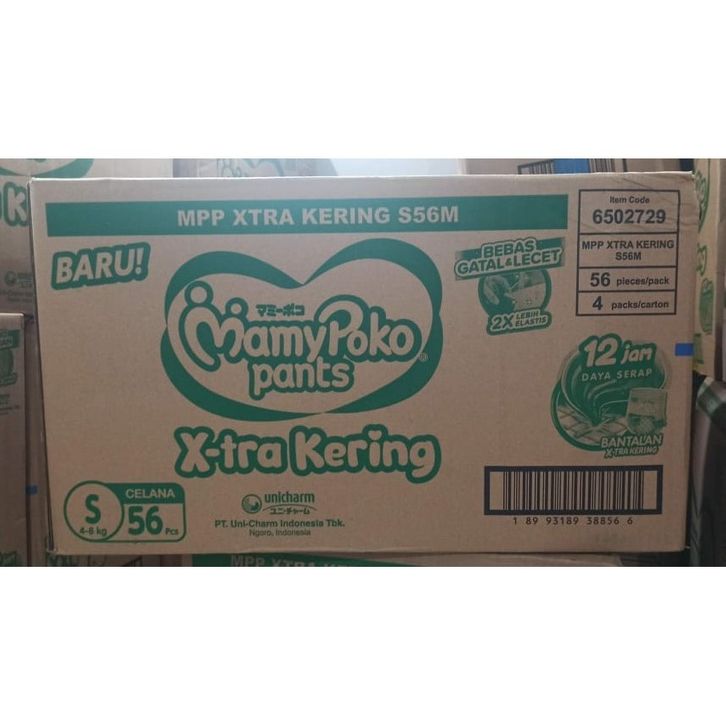 MPP XTRA KERING S56M
BARU!
マミーポコ
MamyPoko®
pants
X-tra Kering
BEBAS
GATAL & LECET
2X LEBIH
ELASTIS
Item Code
6502729
MPP XTRA KERING
S56M
56 pieces/pack
4 packs/carton
12 jam
DAYA SERAP
BANTALAN
X-TRA KERING
S
4-8 kg
CELANA
56 Pcs
unicharm
ユニ・チャーム
PT. Uni-Charm Indonesia Tbk.
Ngoro, Indonesia
1 89 93189 38856 6
MPP XTRA